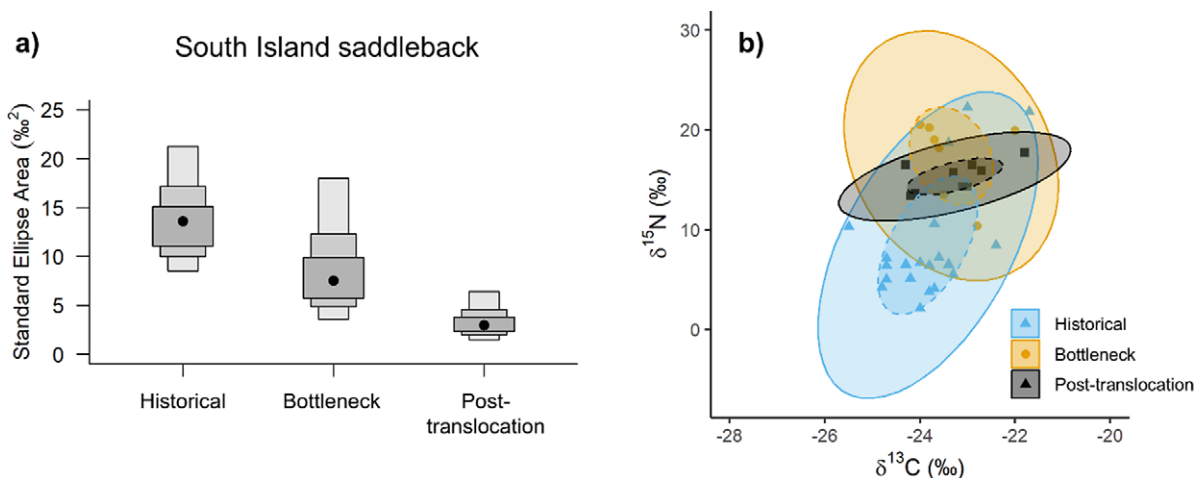 a)
South Island saddleback
Standard Ellipse Area (‰²)
25
20
15
10
5
0
Historical
Bottleneck
Post-
translocation
b)
δ¹⁵N (‰)
30
20
10
0
-28
-26
-24
-22
-20
δ¹³C (‰)
Historical
Bottleneck
Post-translocation